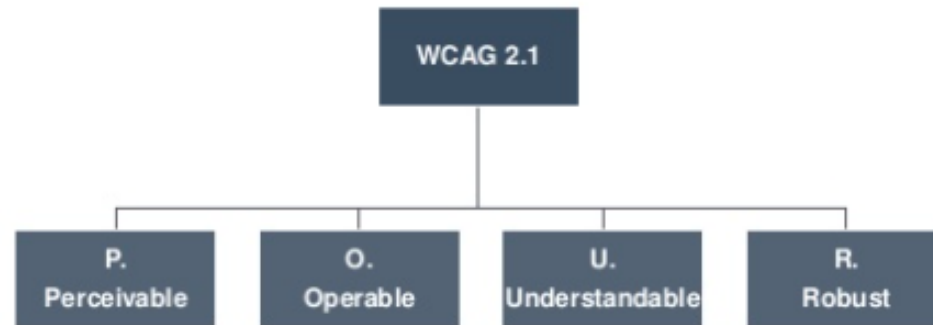 WCAG 2.1
P.
Perceivable
O.
Operable
U.
Understandable
R.
Robust